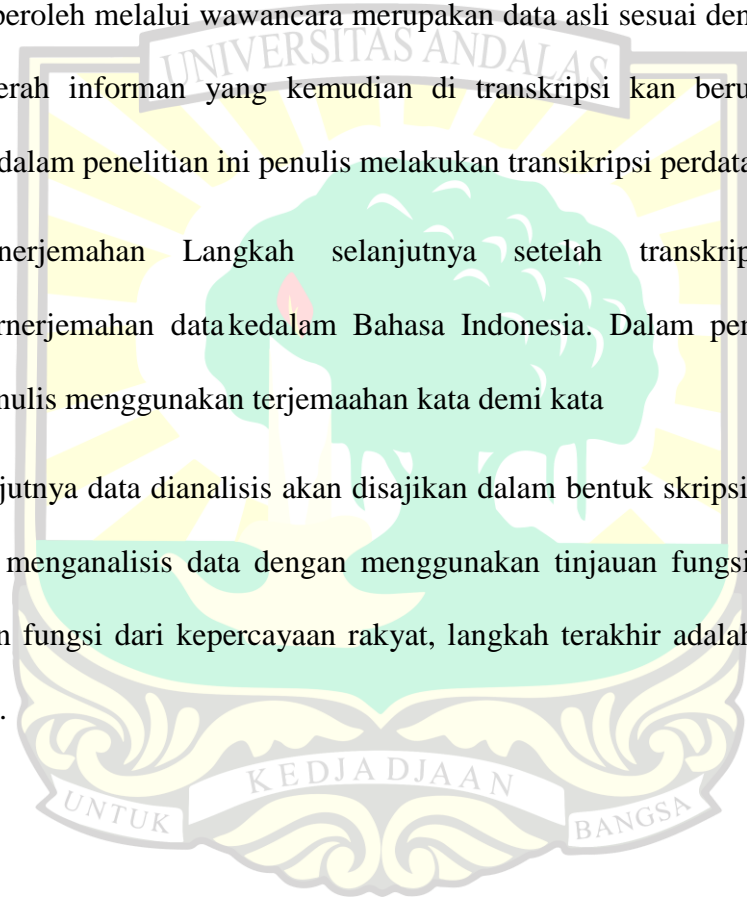 UNIVERSITAS ANDALAS
peroleh melalui wawancara merupakan data asli sesuai den
erah informan yang kemudian di transkripsi kan beru
dalam penelitian ini penulis melakukan transikripsi perdata
nerjemahan Langkah selanjutnya setelah transkrip
rnerjemahan data kedalam Bahasa Indonesia. Dalam pen
nulis menggunakan terjemaahan kata demi kata
jutnya data dianalisis akan disajikan dalam bentuk skripsi
menganalisis data dengan menggunakan tinjauan fungsi
n fungsi dari kepercayaan rakyat, langkah terakhir adalah
.
UNTUK KEDJADJAAN BANGSA